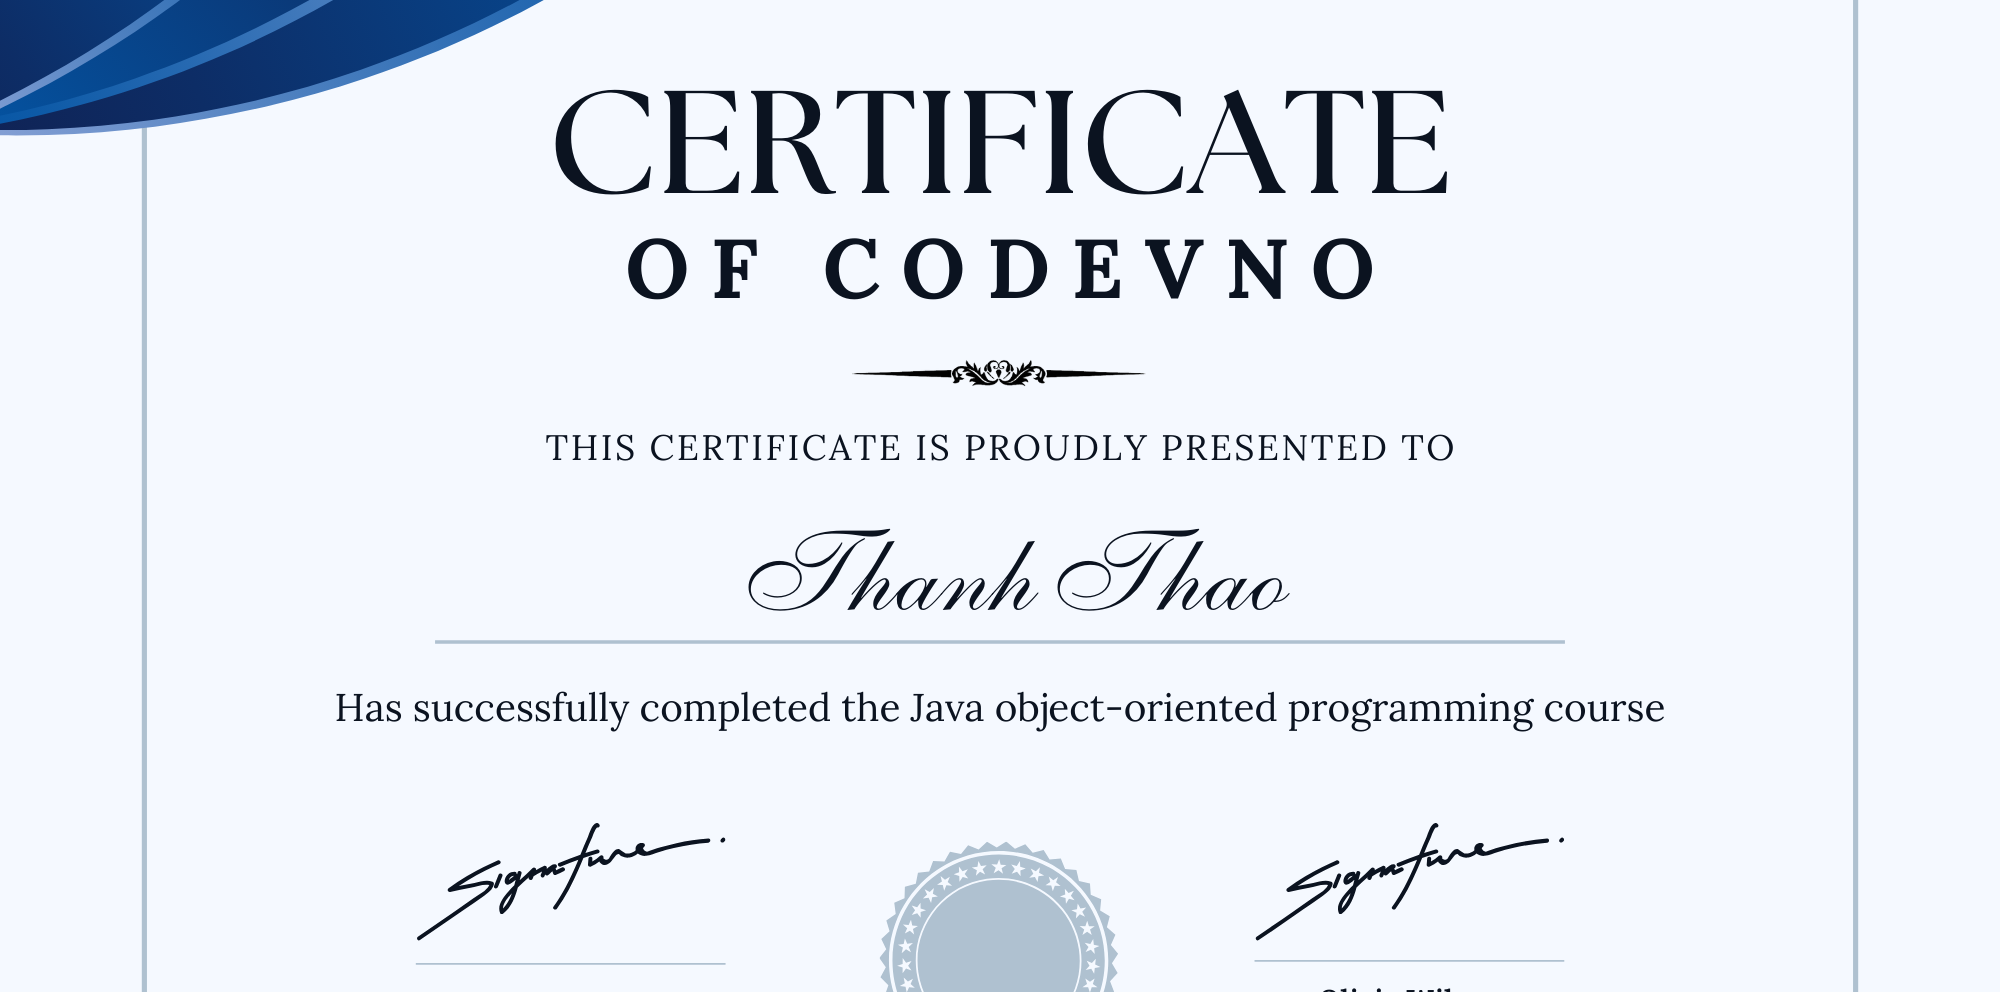 CERTIFICATE
OF CODEVNO
THIS CERTIFICATE IS PROUDLY PRESENTED TO
Thanh Thao
Has successfully completed the Java object-oriented programming course
Signature Signature